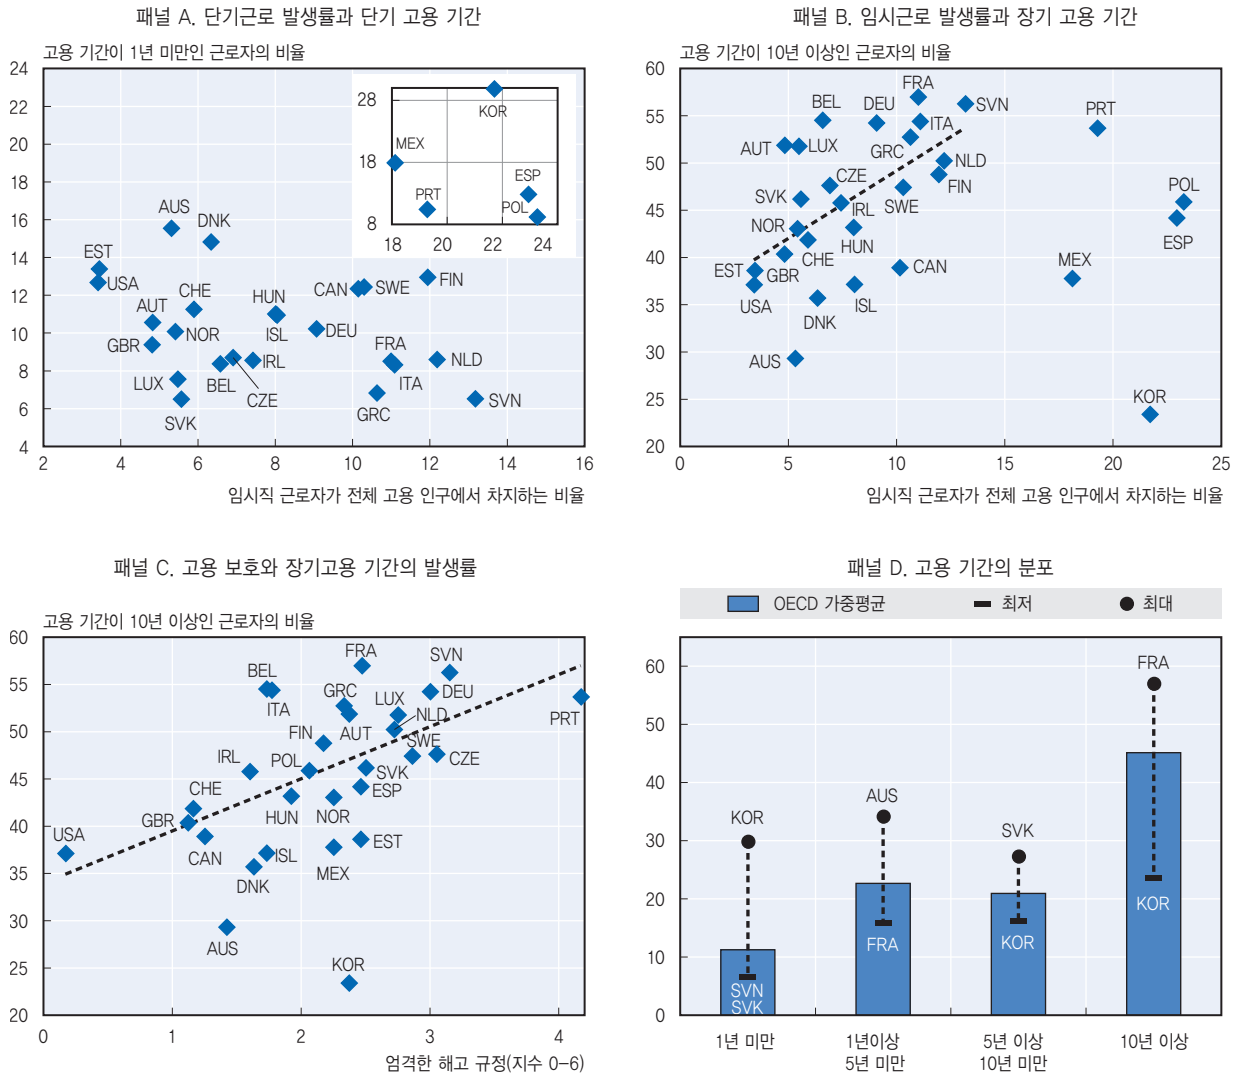 패널 A. 단기근로 발생률과 단기 고용 기간
고용 기간이 1년 미만인 근로자의 비율
24
22
20
18
16
14
12
10
8
6
4
2 4 6 8 10 12 14 16
28
18
8
18 20 22 24
KOR
MEX
ESP
PRT
POL
AUS
DNK
EST
USA
CHE
AUT
HUN
CAN
SWE
FIN
NOR
ISL
DEU
GBR
FRA
BEL
IRL
NLD
LUX
CZE
ITA
SVK
GRC
SVN
임시직 근로자가 전체 고용 인구에서 차지하는 비율
패널 B. 임시근로 발생률과 장기 고용 기간
고용 기간이 10년 이상인 근로자의 비율
60
55
50
45
40
35
30
25
20
0 5 10 15 20 25
FRA
BEL
DEU
SVN
PRT
ITA
AUT
LUX
GRC
NLD
CZE
FIN
POL
SVK
IRL
SWE
NOR
HUN
ESP
CHE
MEX
EST
GBR
CAN
USA
ISL
DNK
AUS
KOR
임시직 근로자가 전체 고용 인구에서 차지하는 비율
패널 C. 고용 보호와 장기고용 기간의 발생률
고용 기간이 10년 이상인 근로자의 비율
60
55
50
45
40
35
30
25
20
0 1 2 3 4
FRA
SVN
BEL
GRC
LUX
DEU
ITA
PRT
NLD
FIN
AUT
SWE
IRL
POL
CZE
SVK
CHE
ESP
GBR
HUN
NOR
USA
EST
CAN
ISL
MEX
DNK
AUS
KOR
엄격한 해고 규정(지수 0-6)
패널 D. 고용 기간의 분포
OECD 가중평균 최저 최대
60
50
40
30
20
10
0
FRA
AUS
KOR
SVK
KOR
FRA
KOR
SVN
SVK
1년 미만 1년이상 5년 이상 10년 이상
5년 미만 10년 미만